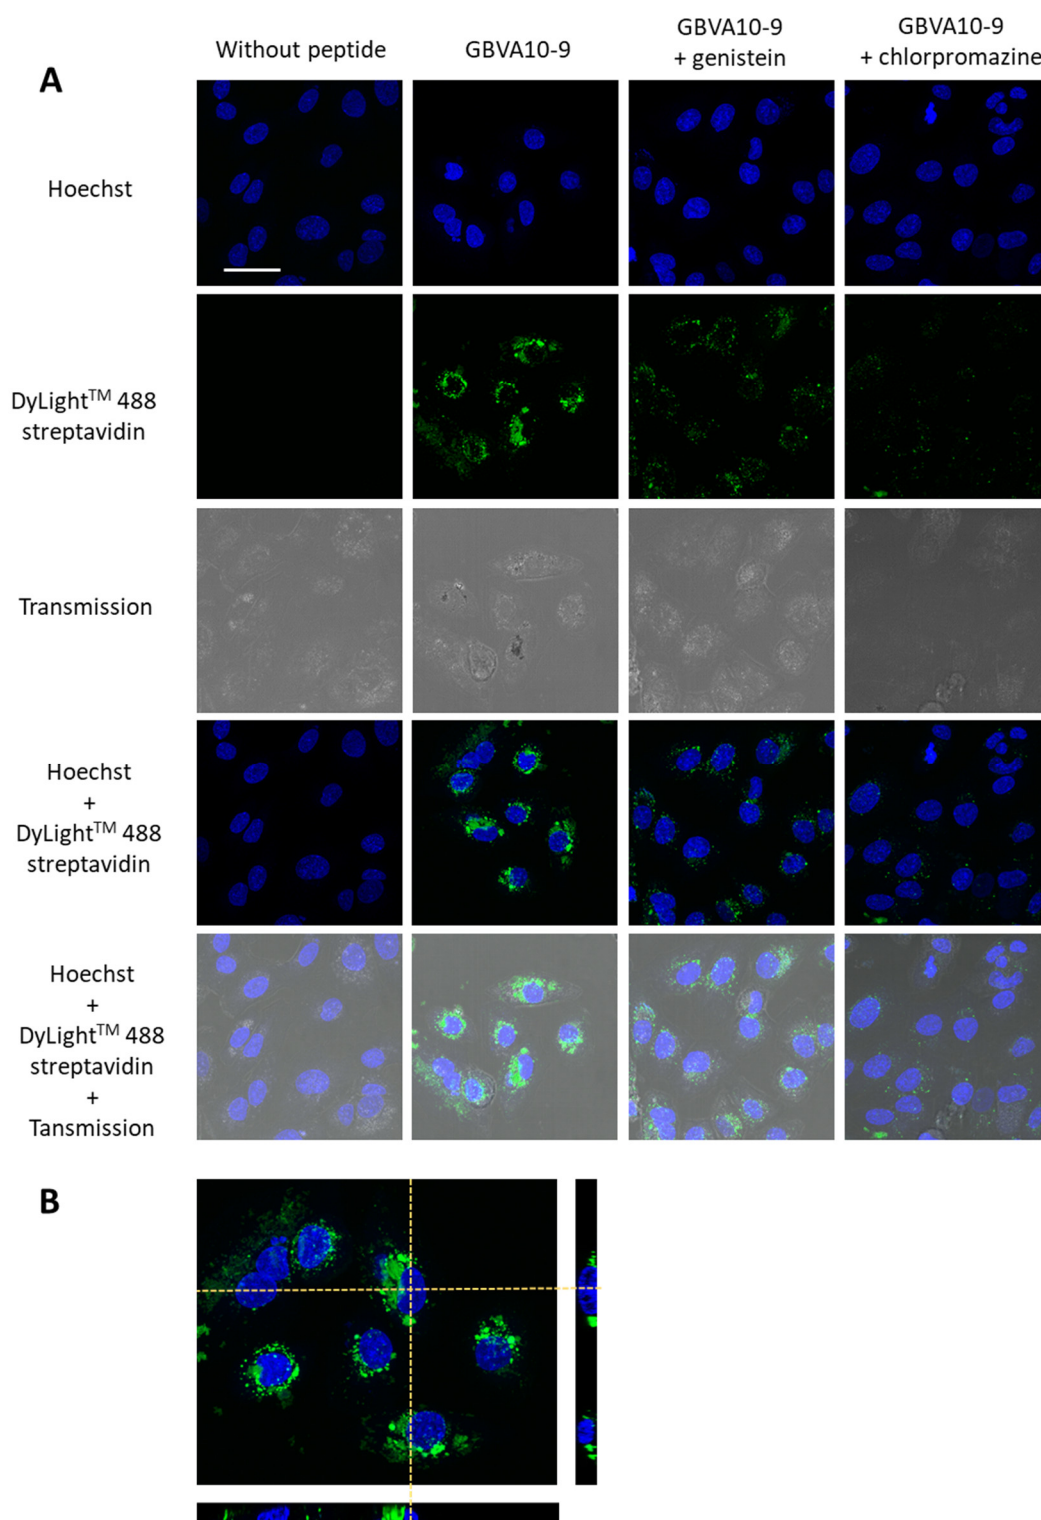 A
Without peptide
GBVA10-9
GBVA10-9
+ genistein
GBVA10-9
+ chlorpromazine
Hoechst
DyLight™ 488
streptavidin
Transmission
Hoechst
+
DyLight™ 488
streptavidin
Hoechst
+
DyLight™ 488
streptavidin
+
Tansmission
B